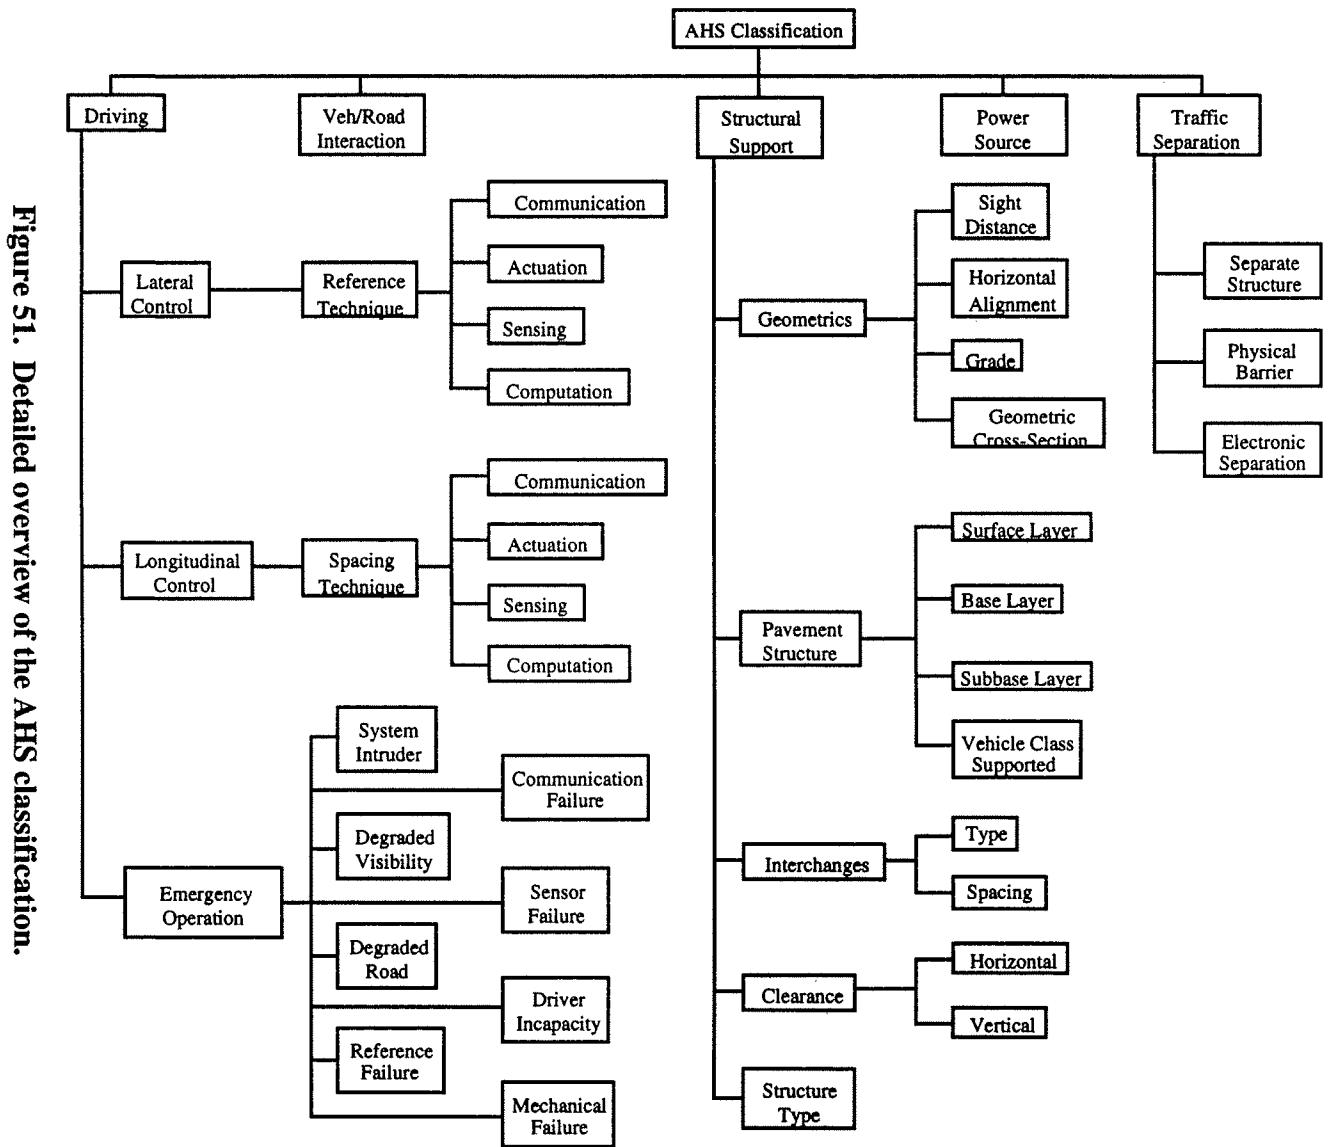 AHS Classification
Driving
Veh/Road
Interaction
Structural
Support
Power
Source
Traffic
Separation
Lateral
Control
Reference
Technique
Communication
Actuation
Sensing
Computation
Longitudinal
Control
Spacing
Technique
Communication
Actuation
Sensing
Computation
Emergency
Operation
System
Intruder
Communication
Failure
Degraded
Visibility
Sensor
Failure
Degraded
Road
Driver
Incapacity
Reference
Failure
Mechanical
Failure
Geometrics
Sight
Distance
Horizontal
Alignment
Grade
Geometric
Cross-Section
Pavement
Structure
Surface Layer
Base Layer
Subbase Layer
Vehicle Class
Supported
Interchanges
Type
Spacing
Clearance
Horizontal
Vertical
Structure
Type
Separate
Structure
Physical
Barrier
Electronic
Separation
Figure 51. Detailed overview of the AHS classification.